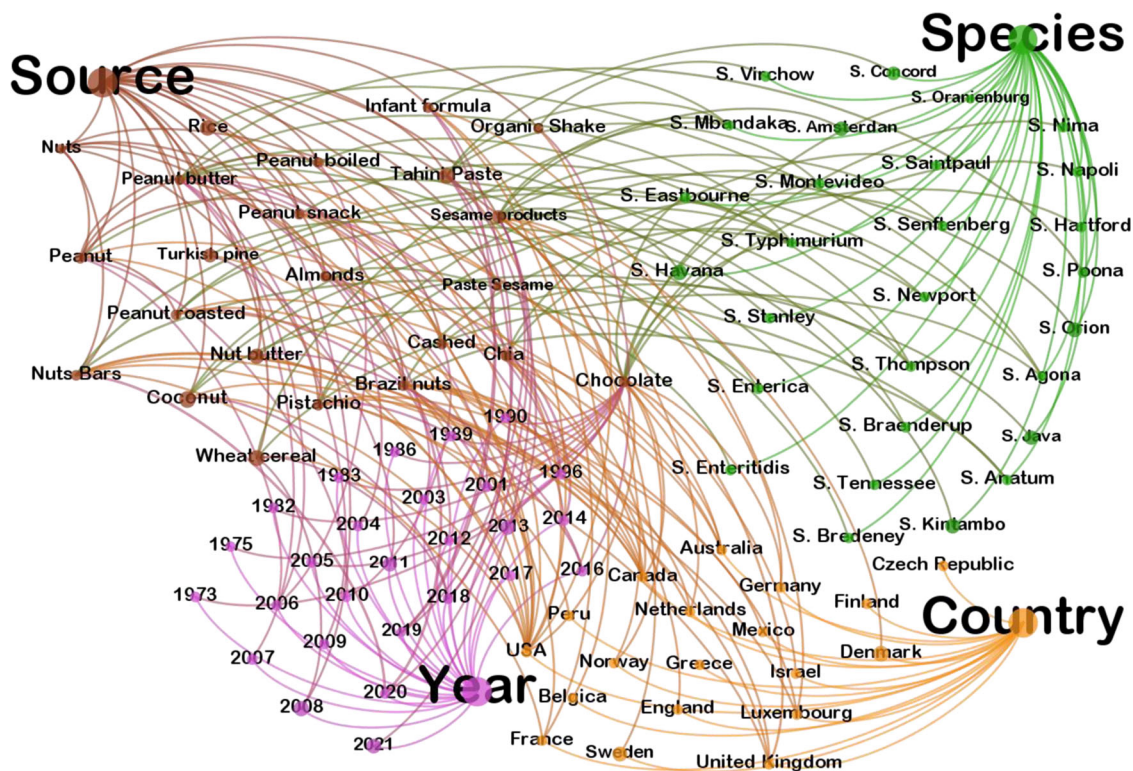 Source
Species
Nuts
Rice
Infant formula
Organic Shake
Peanut butter
Peanut boiled
Tahini Paste
Peanut snack
Sesame products
Peanut
Turkish pine
Almonds
Paste Sesame
Peanut roasted
Nut butter
Cashed
Chia
Nuts Bars
Coconut
Pistachio
Brazil nuts
Chocolate
Wheat cereal
S. Virchow
S. Concord
S. Oranienburg
S. Mbandaka
S. Amsterdan
S. Nima
S. Saintpaul
S. Napoli
S. Montevideo
S. Eastbourne
S. Senftenberg
S. Hartford
S. Typhimurium
S. Havana
S. Poona
S. Newport
S. Stanley
S. Orion
S. Thompson
S. Agona
S. Enterica
S. Braenderup
S. Java
S. Enteritidis
S. Tennessee
S. Anatum
S. Bredeney
S. Kintambo
1990
1989
1986
1996
1983
2001
2003
1982
2004
2013
2014
2012
1975
2005
2011
2017
2016
1973
2006
2010
2018
2009
2019
2007
2020
2008
2021
Year
Australia
Czech Republic
Canada
Germany
Peru
Netherlands
Finland
Country
Mexico
USA
Denmark
Norway
Greece
Israel
Belgica
England
Luxembourg
France
Sweden
United Kingdom